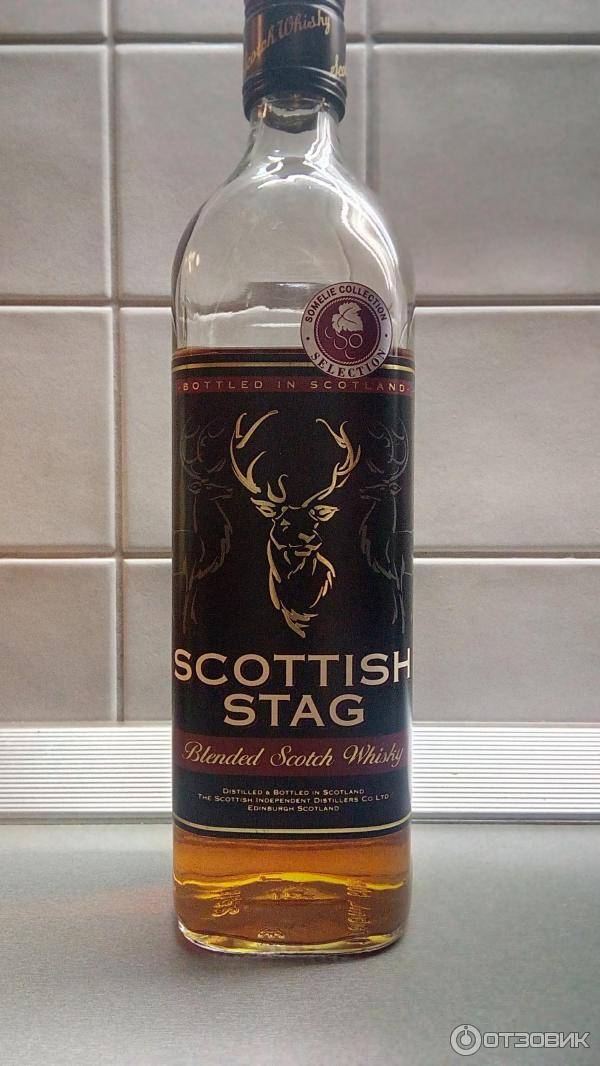 Scotch Whisky
SOMELIE COLLECTION
SELECTION
BOTTLED IN SCOTLAND
SCOTTISH
STAG
Blended Scotch Whisky
DISTILLED & BOTTLED IN SCOTLAND
THE SCOTTISH INDEPENDENT DISTILLERS CO LTD
EDINBURGH SCOTLAND
ОТЗОВИК